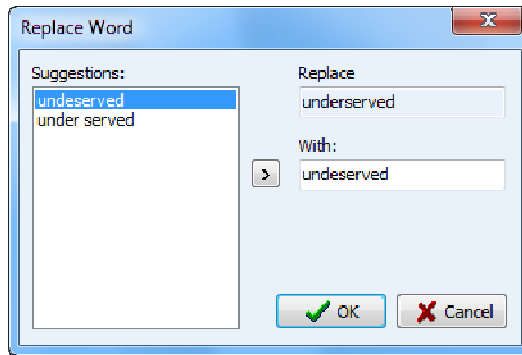 Replace Word
Suggestions:
undeserved
under served
Replace
underserved
With:
undeserved
>
OK
Cancel